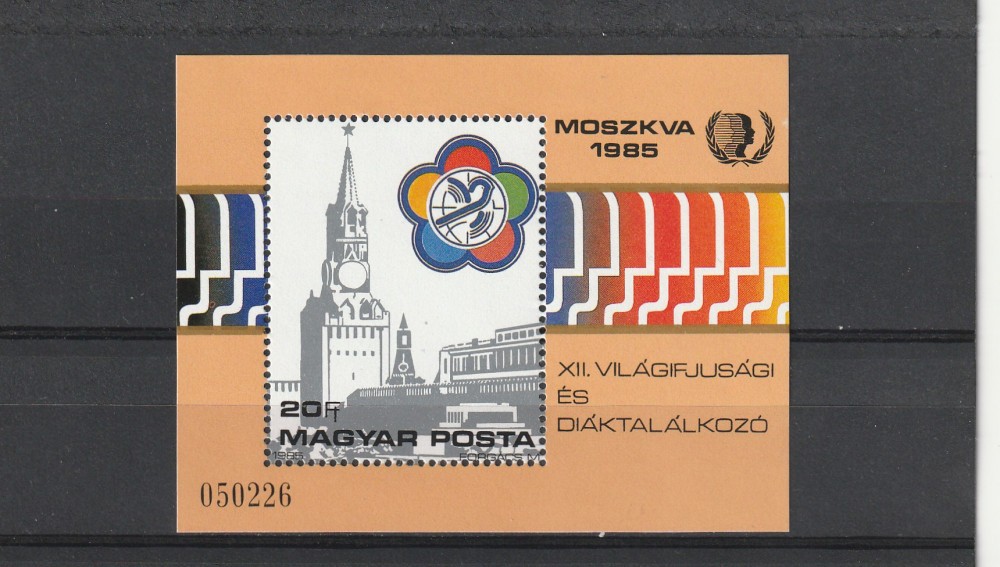 MOSZKVA
1985
XII. VILÁGIFJUSÁGI
ÉS
DIÁKTALÁLKOZÓ
20Ft
MAGYAR POSTA
1985 FORGÁCS M
050226